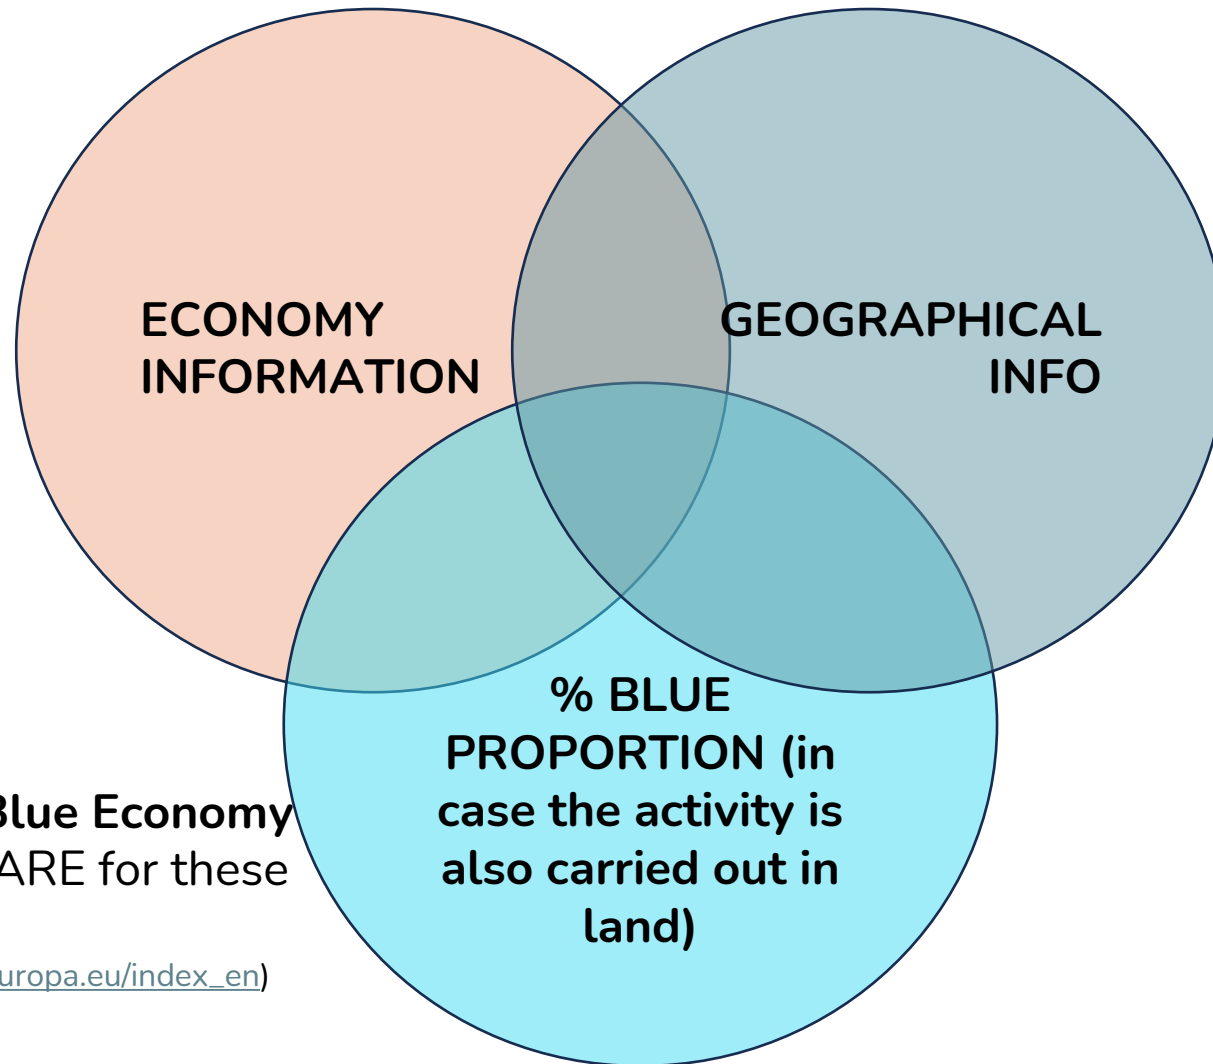 ECONOMY
INFORMATION
GEOGRAPHICAL
INFO
% BLUE
PROPORTION (in
case the activity is
also carried out in
land)
Blue Economy
ARE for these
europa.eu/index_en)